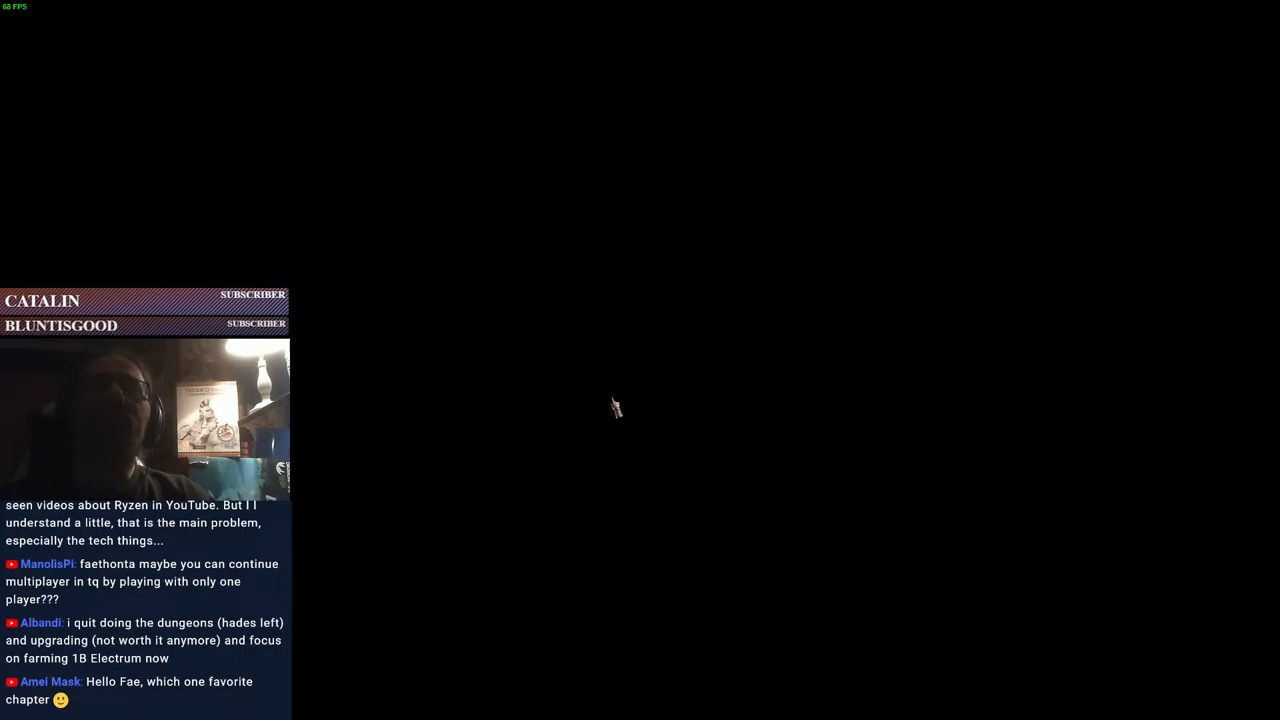 68 FPS
CATALIN SUBSCRIBER
BLUNTISGOOD SUBSCRIBER
seen videos about Ryzen in YouTube. But I I
understand a little, that is the main problem,
especially the tech things...
ManolisPi: faethonta maybe you can continue
multiplayer in tq by playing with only one
player???
Albandi: i quit doing the dungeons (hades left)
and upgrading (not worth it anymore) and focus
on farming 1B Electrum now
Amei Mask: Hello Fae, which one favorite
chapter 🙂